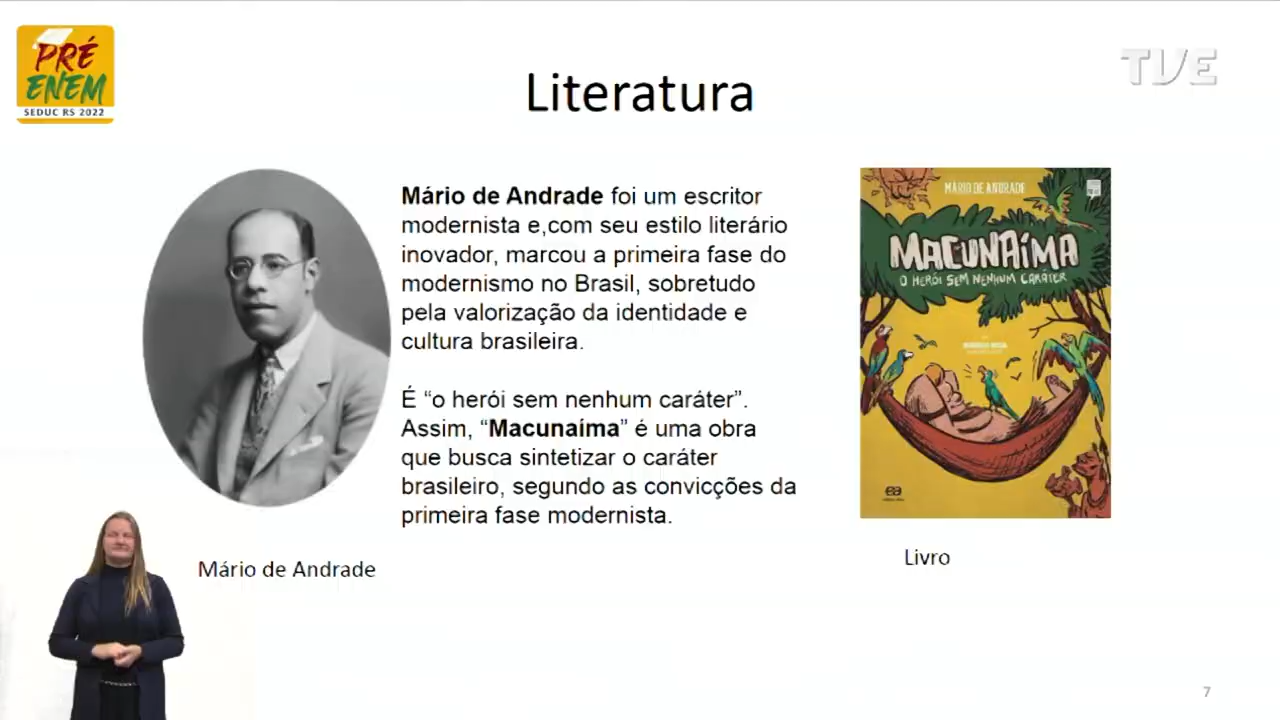 PRÉ
ENEM
SEDUC RS 2022
TVE
Literatura
Mário de Andrade foi um escritor
modernista e,com seu estilo literário
inovador, marcou a primeira fase do
modernismo no Brasil, sobretudo
pela valorização da identidade e
cultura brasileira.
É “o herói sem nenhum caráter”.
Assim, “Macunaíma” é uma obra
que busca sintetizar o caráter
brasileiro, segundo as convicções da
primeira fase modernista.
Mário de Andrade
MÁRIO DE ANDRADE
MACUNAÍMA
O HERÓI SEM NENHUM CARÁTER
Livro
7